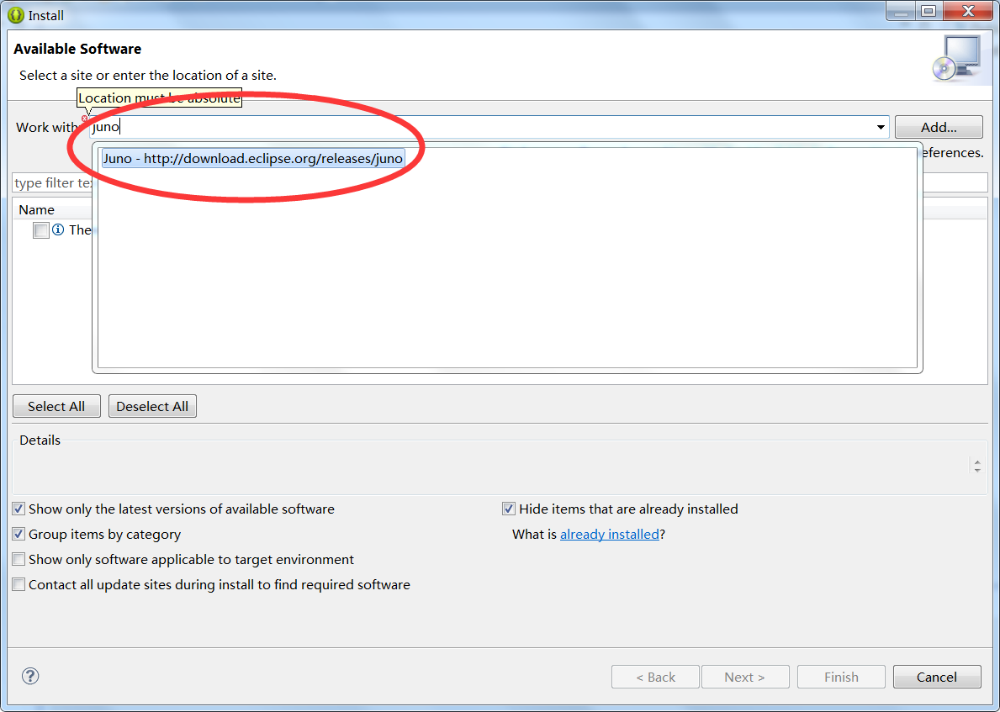 Install
Available Software
Select a site or enter the location of a site.
Location must be absolute
Work with:
juno
Add...
Juno - http://download.eclipse.org/releases/juno
eferences.
type filter te
Name
The
Select All
Deselect All
Details
Show only the latest versions of available software
Hide items that are already installed
Group items by category
What is already installed?
Show only software applicable to target environment
Contact all update sites during install to find required software
?
< Back
Next >
Finish
Cancel